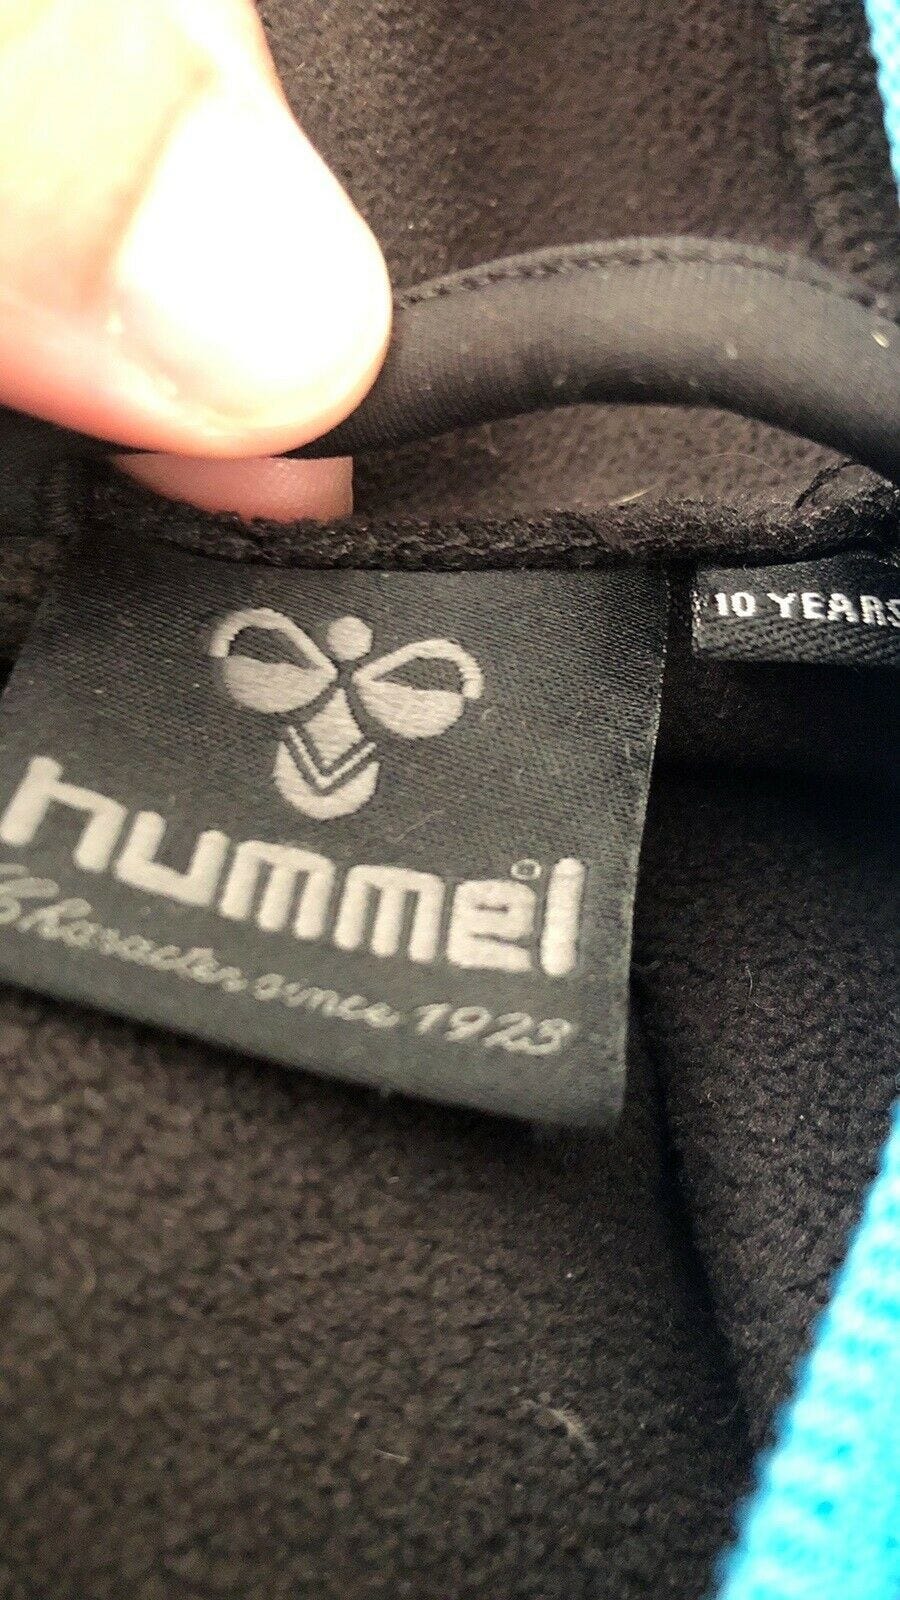 10 YEARS
hummel®
Character since 1923